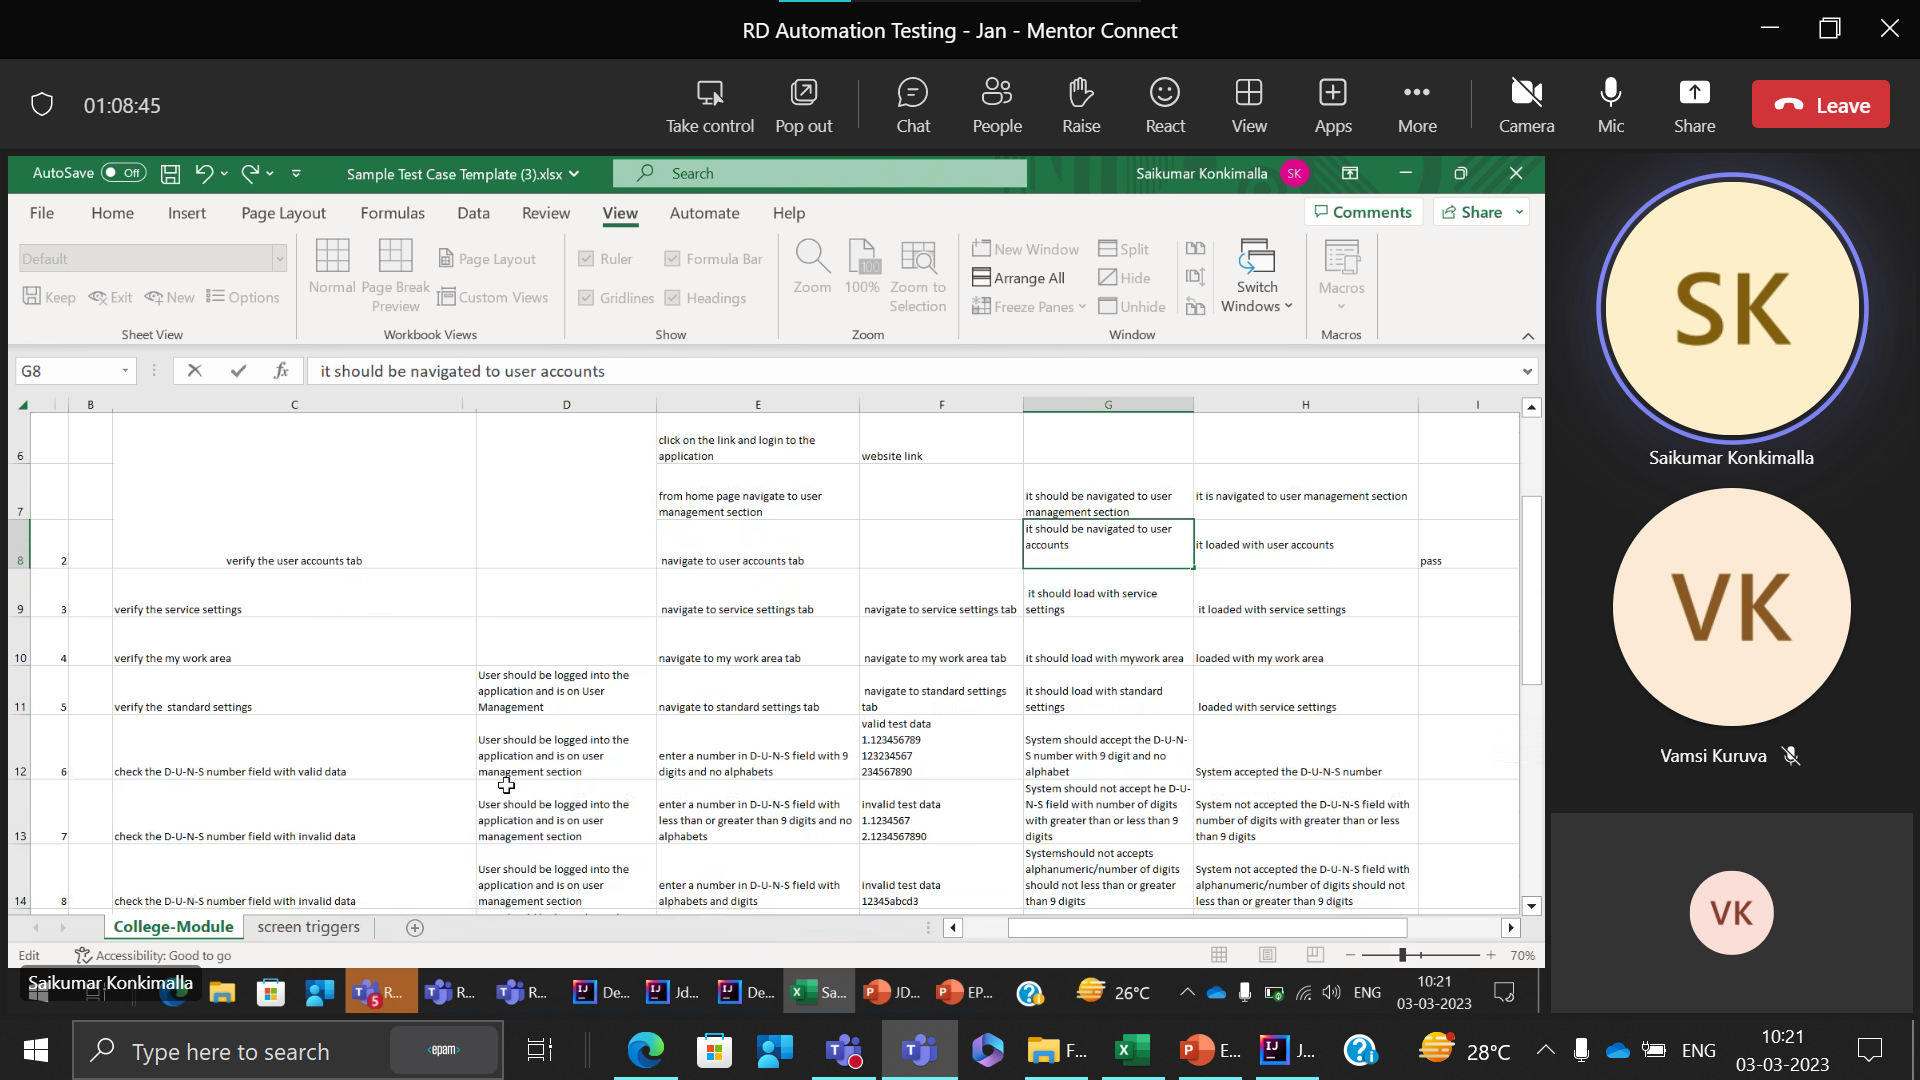 RD Automation Testing - Jan - Mentor Connect
01:08:45
Take control
Pop out
Chat
People
Raise
React
View
Apps
More
Camera
Mic
Share
Leave
AutoSave
Off
Sample Test Case Template (3).xlsx
Search
Saikumar Konkimalla
SK
File
Home
Insert
Page Layout
Formulas
Data
Review
View
Automate
Help
Comments
Share
Default
Keep
Exit
New
Options
Sheet View
Normal
Page Break
Preview
Page Layout
Custom Views
Workbook Views
Ruler
Formula Bar
Gridlines
Headings
Show
Zoom
100
100%
Zoom to
Selection
Zoom
New Window
Arrange All
Freeze Panes
Split
Hide
Unhide
Switch
Windows
Window
Macros
Macros
G8
fx
it should be navigated to user accounts
B
C
D
E
F
G
H
I
6
click on the link and login to the
application
website link
7
from home page navigate to user
management section
it should be navigated to user
management section
it is navigated to user management section
8
2
verify the user accounts tab
navigate to user accounts tab
it should be navigated to user
accounts
it loaded with user accounts
pass
9
3
verify the service settings
navigate to service settings tab
navigate to service settings tab
it should load with service
settings
it loaded with service settings
10
4
verify the my work area
navigate to my work area tab
navigate to my work area tab
it should load with mywork area
loaded with my work area
11
5
verify the  standard settings
User should be logged into the
application and is on User
Management
navigate to standard settings tab
navigate to standard settings
tab
it should load with standard
settings
loaded with service settings
12
6
check the D-U-N-S number field with valid data
User should be logged into the
application and is on user
management section
enter a number in D-U-N-S field with 9
digits and no alphabets
valid test data
1.123456789
123234567
234567890
System should accept the D-U-N-
S number with 9 digit and no
alphabet
System accepted the D-U-N-S number
13
7
check the D-U-N-S number field with invalid data
User should be logged into the
application and is on user
management section
enter a number in D-U-N-S field with
less than or greater than 9 digits and no
alphabets
invalid test data
1.1234567
2.1234567890
System should not accept he D-U-
N-S field with number of digits
with greater than or less than 9
digits
System not accepted the D-U-N-S field with
number of digits with greater than or less
than 9 digits
14
8
check the D-U-N-S number field with invalid data
User should be logged into the
application and is on user
management section
enter a number in D-U-N-S field with
alphabets and digits
invalid test data
12345abcd3
Systemshould not accepts
alphanumeric/number of digits
should not less than or greater
than 9 digits
System not accepted the D-U-N-S field with
alphanumeric/number of digits should not
less than or greater than 9 digits
College-Module
screen triggers
Edit
Accessibility: Good to go
70%
Saikumar Konkimalla
5
R...
R...
R...
De...
Jd...
De...
Sa...
JD...
EP...
26°C
ENG
10:21
03-03-2023
SK
Saikumar Konkimalla
VK
Vamsi Kuruva
VK
Type here to search
<epam>
F...
E...
J...
28°C
ENG
10:21
03-03-2023